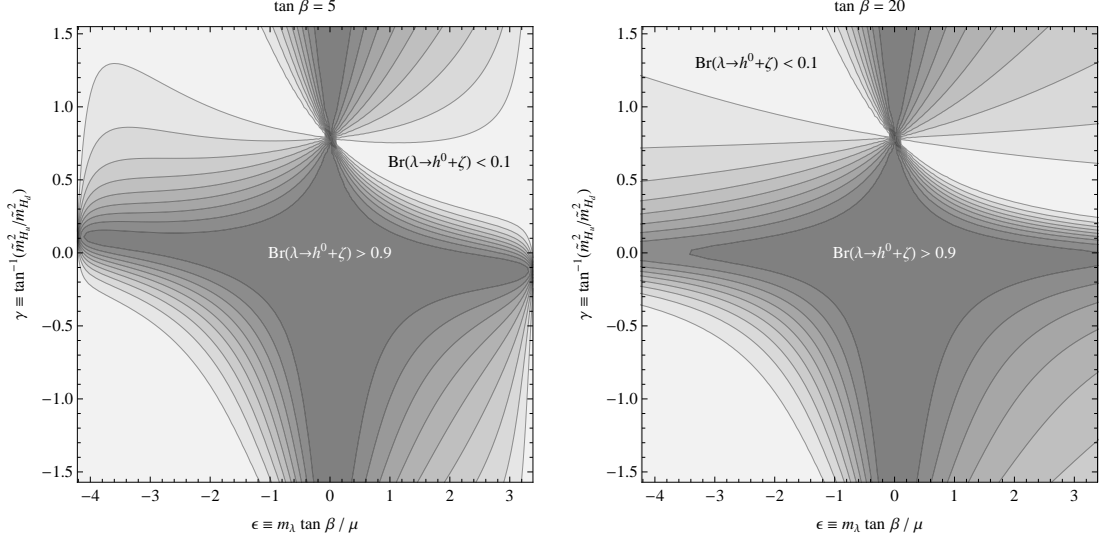 tan β = 5
1.5
1.0
0.5
0.0
−0.5
−1.0
−1.5
γ ≡ tan⁻¹(m̃²_{H_u}/m̃²_{H_d})
Br(λ→h⁰+ζ) < 0.1
Br(λ→h⁰+ζ) > 0.9
−4 −3 −2 −1 0 1 2 3
ϵ ≡ m_λ tan β / μ
tan β = 20
1.5
1.0
0.5
0.0
−0.5
−1.0
−1.5
γ ≡ tan⁻¹(m̃²_{H_u}/m̃²_{H_d})
Br(λ→h⁰+ζ) < 0.1
Br(λ→h⁰+ζ) > 0.9
−4 −3 −2 −1 0 1 2 3
ϵ ≡ m_λ tan β / μ